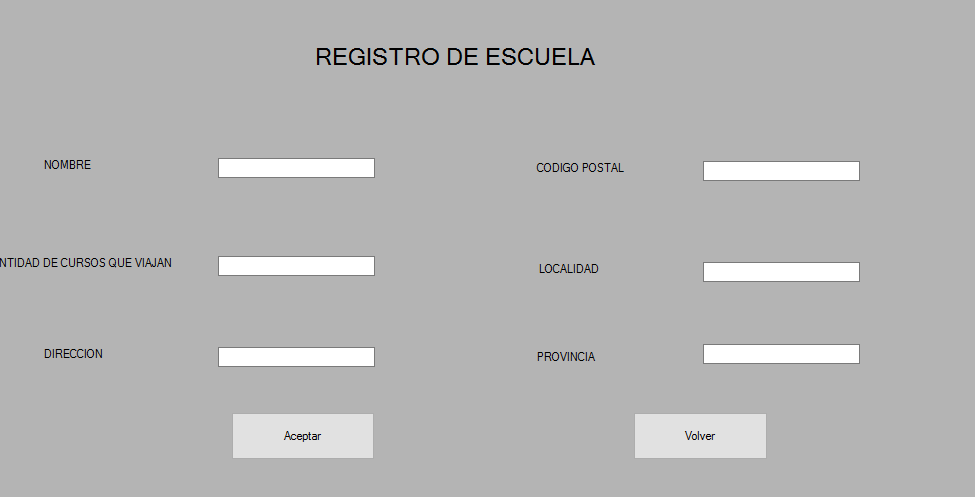 REGISTRO DE ESCUELA
NOMBRE
CODIGO POSTAL
NTIDAD DE CURSOS QUE VIAJAN
LOCALIDAD
DIRECCION
PROVINCIA
Aceptar
Volver